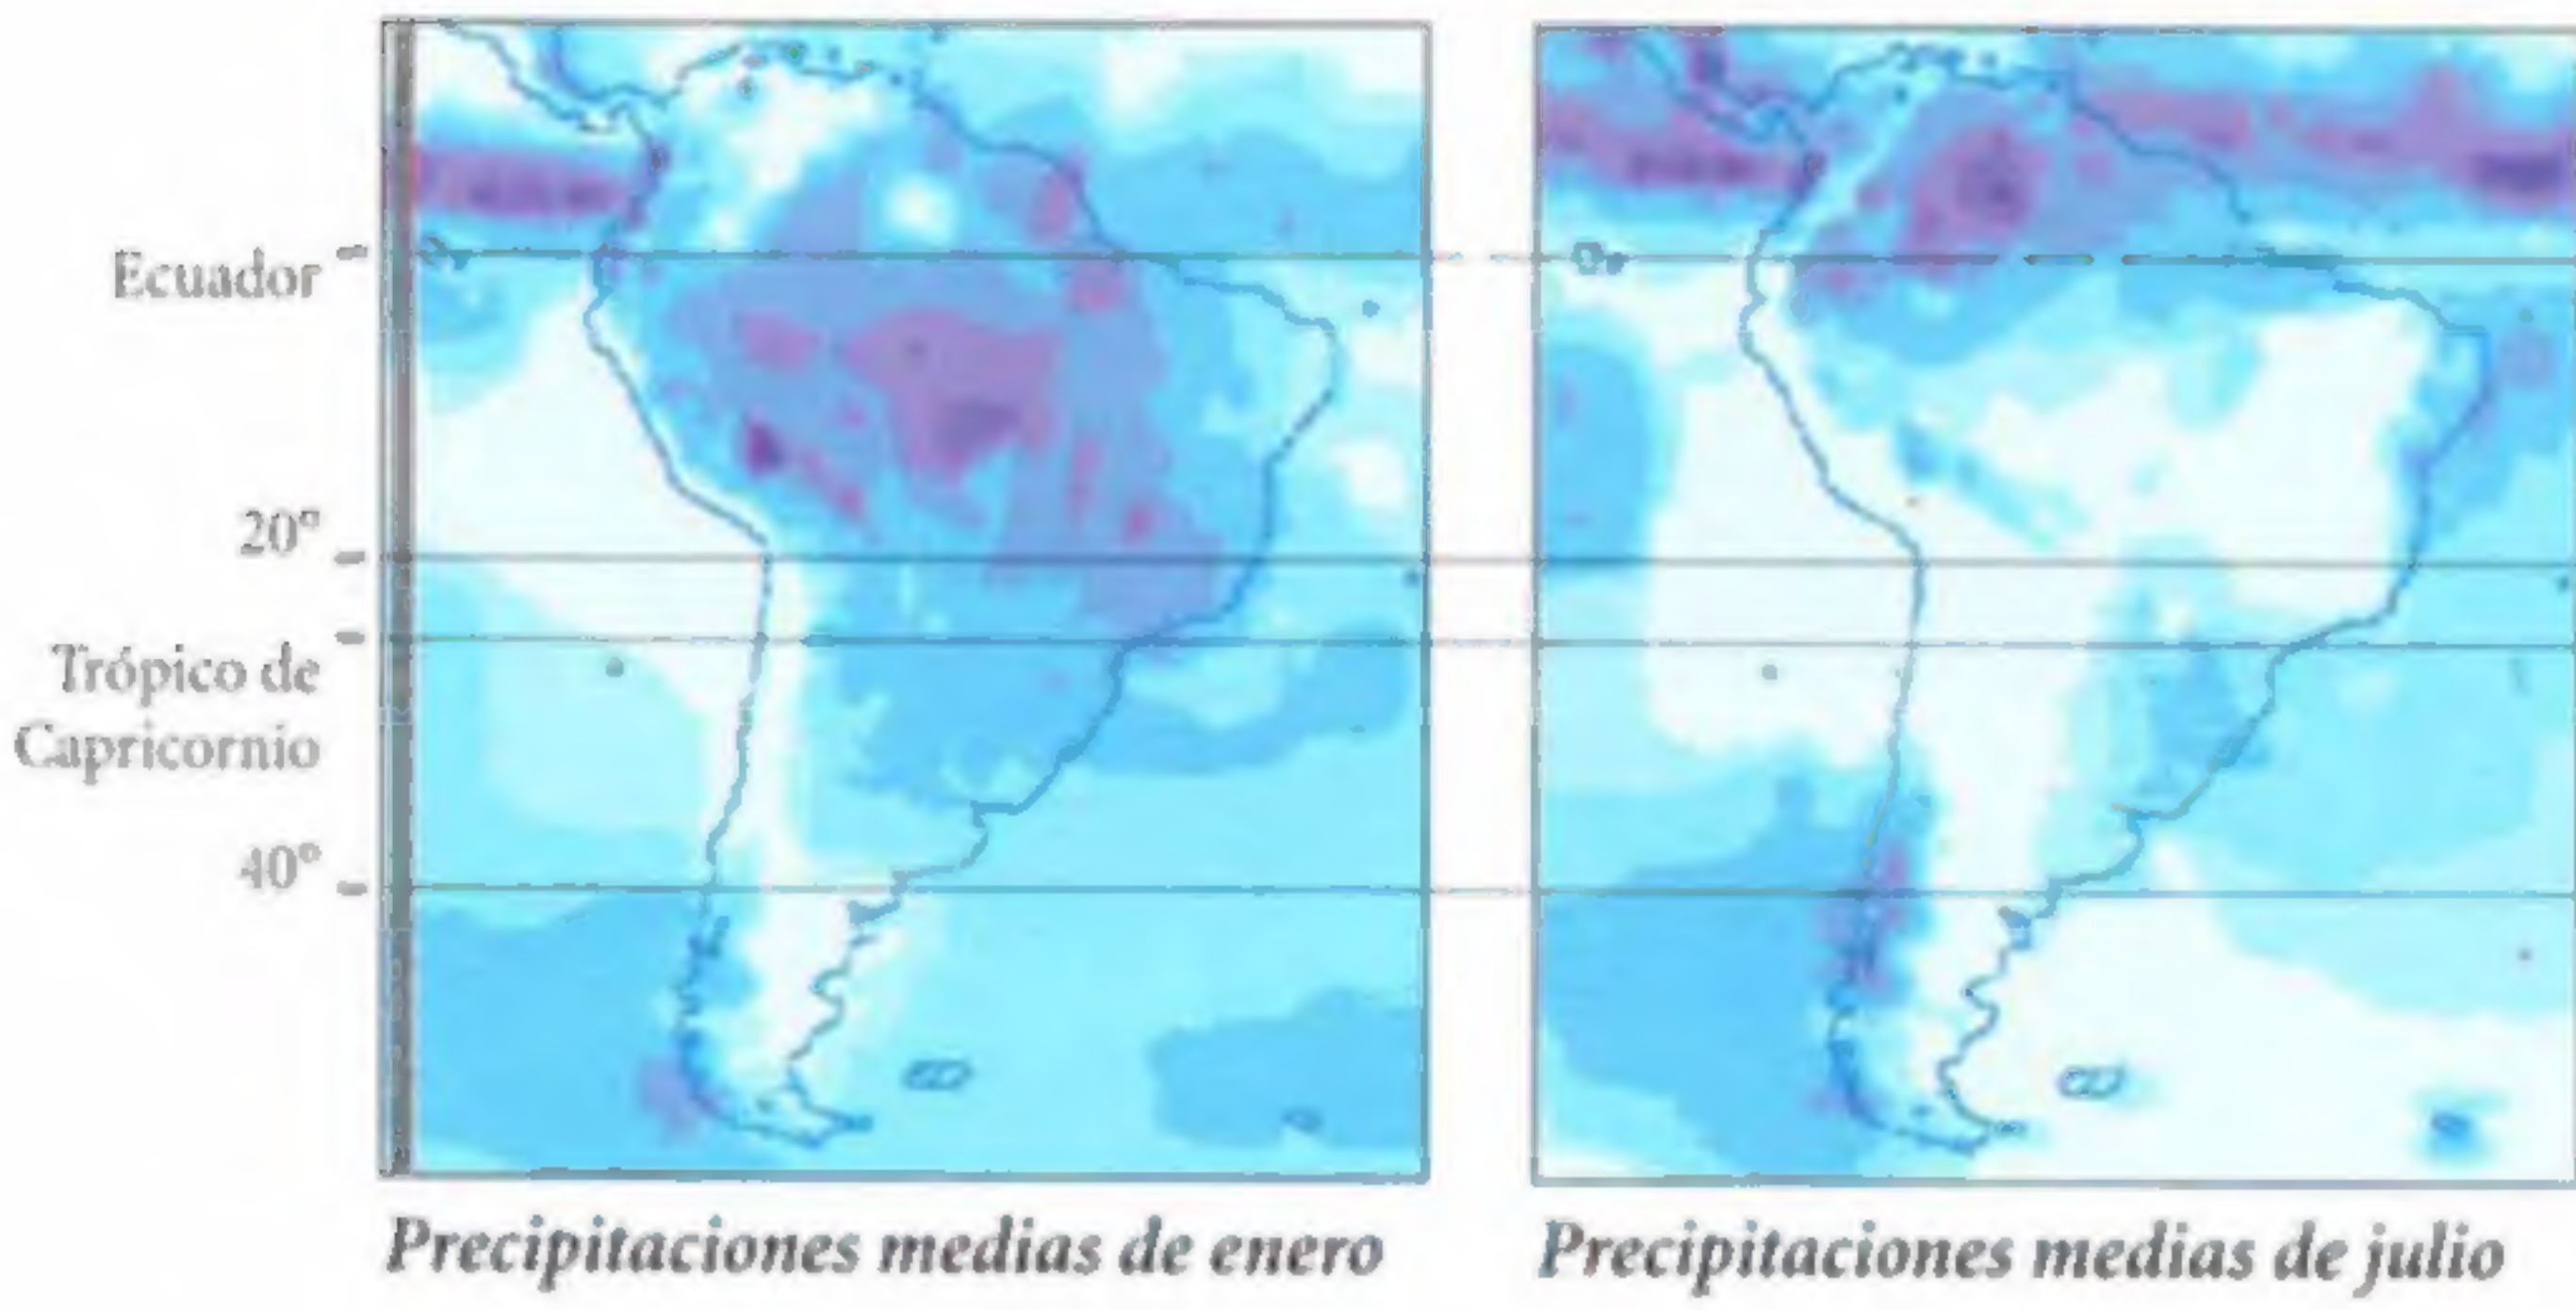 Ecuador
20°
Trópico de
Capricornio
40°
Precipitaciones medias de enero
Precipitaciones medias de julio